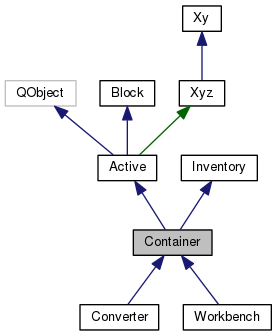 Xy
QObject
Block
Xyz
Active
Inventory
Container
Converter
Workbench